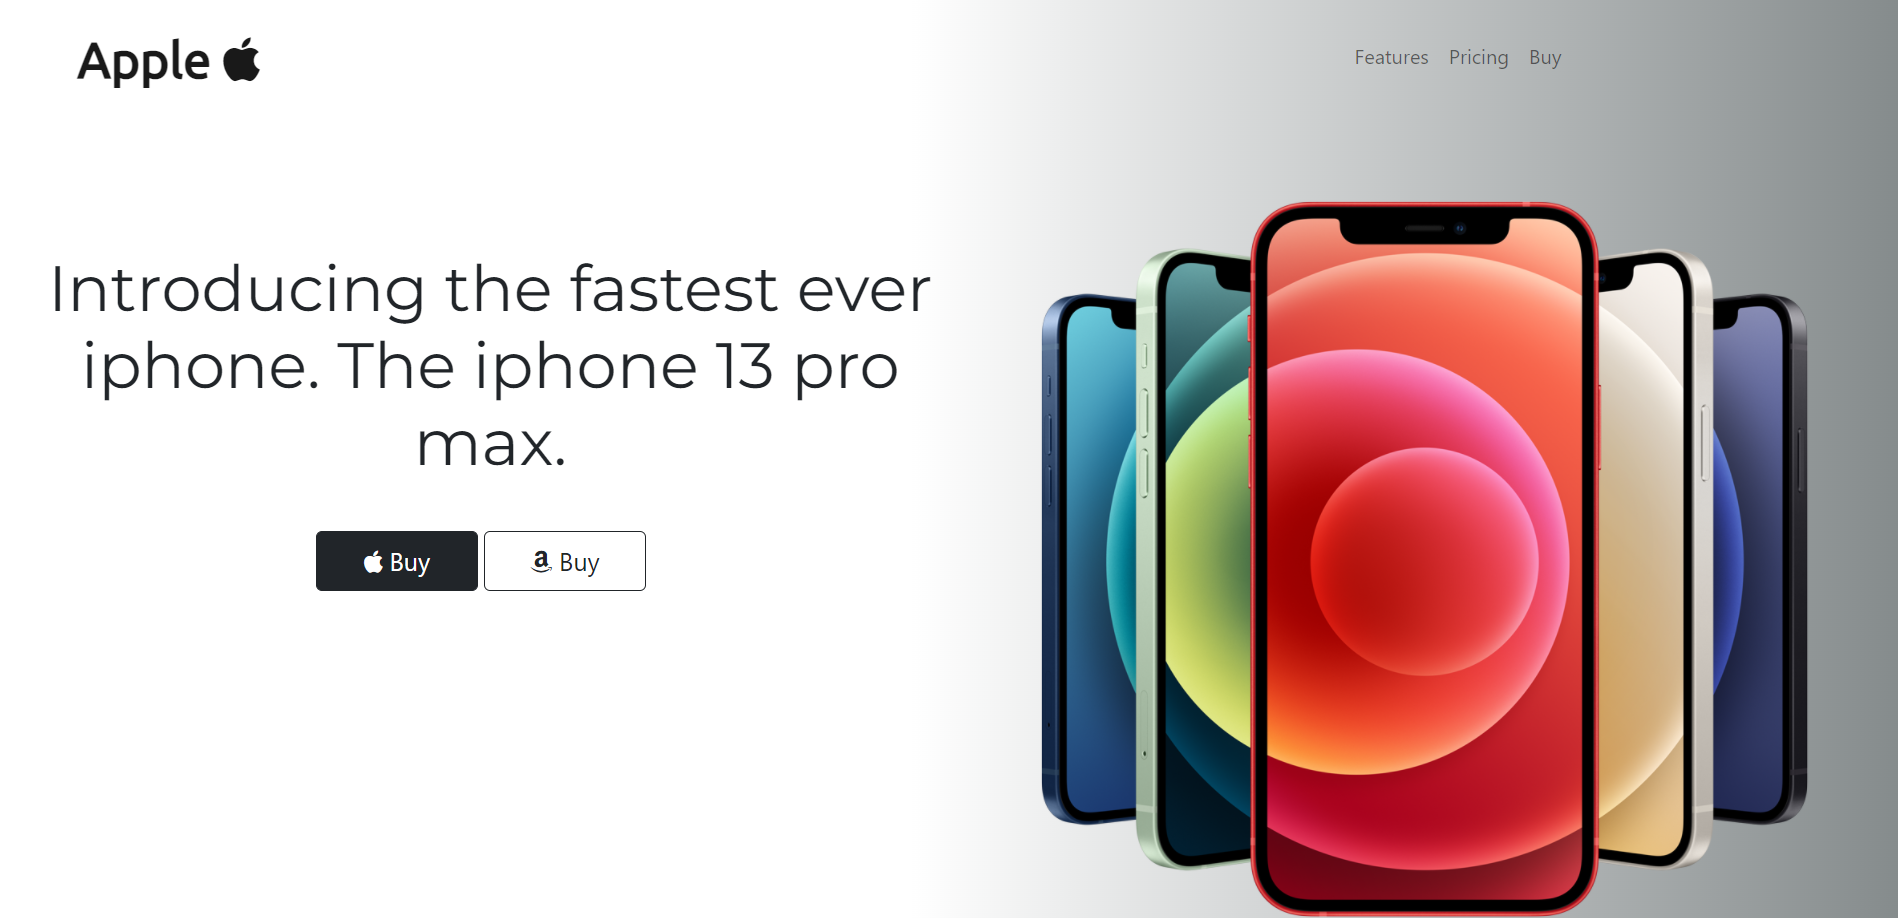 Apple
Features Pricing Buy
Introducing the fastest ever
iphone. The iphone 13 pro
max.
Buy
Buy